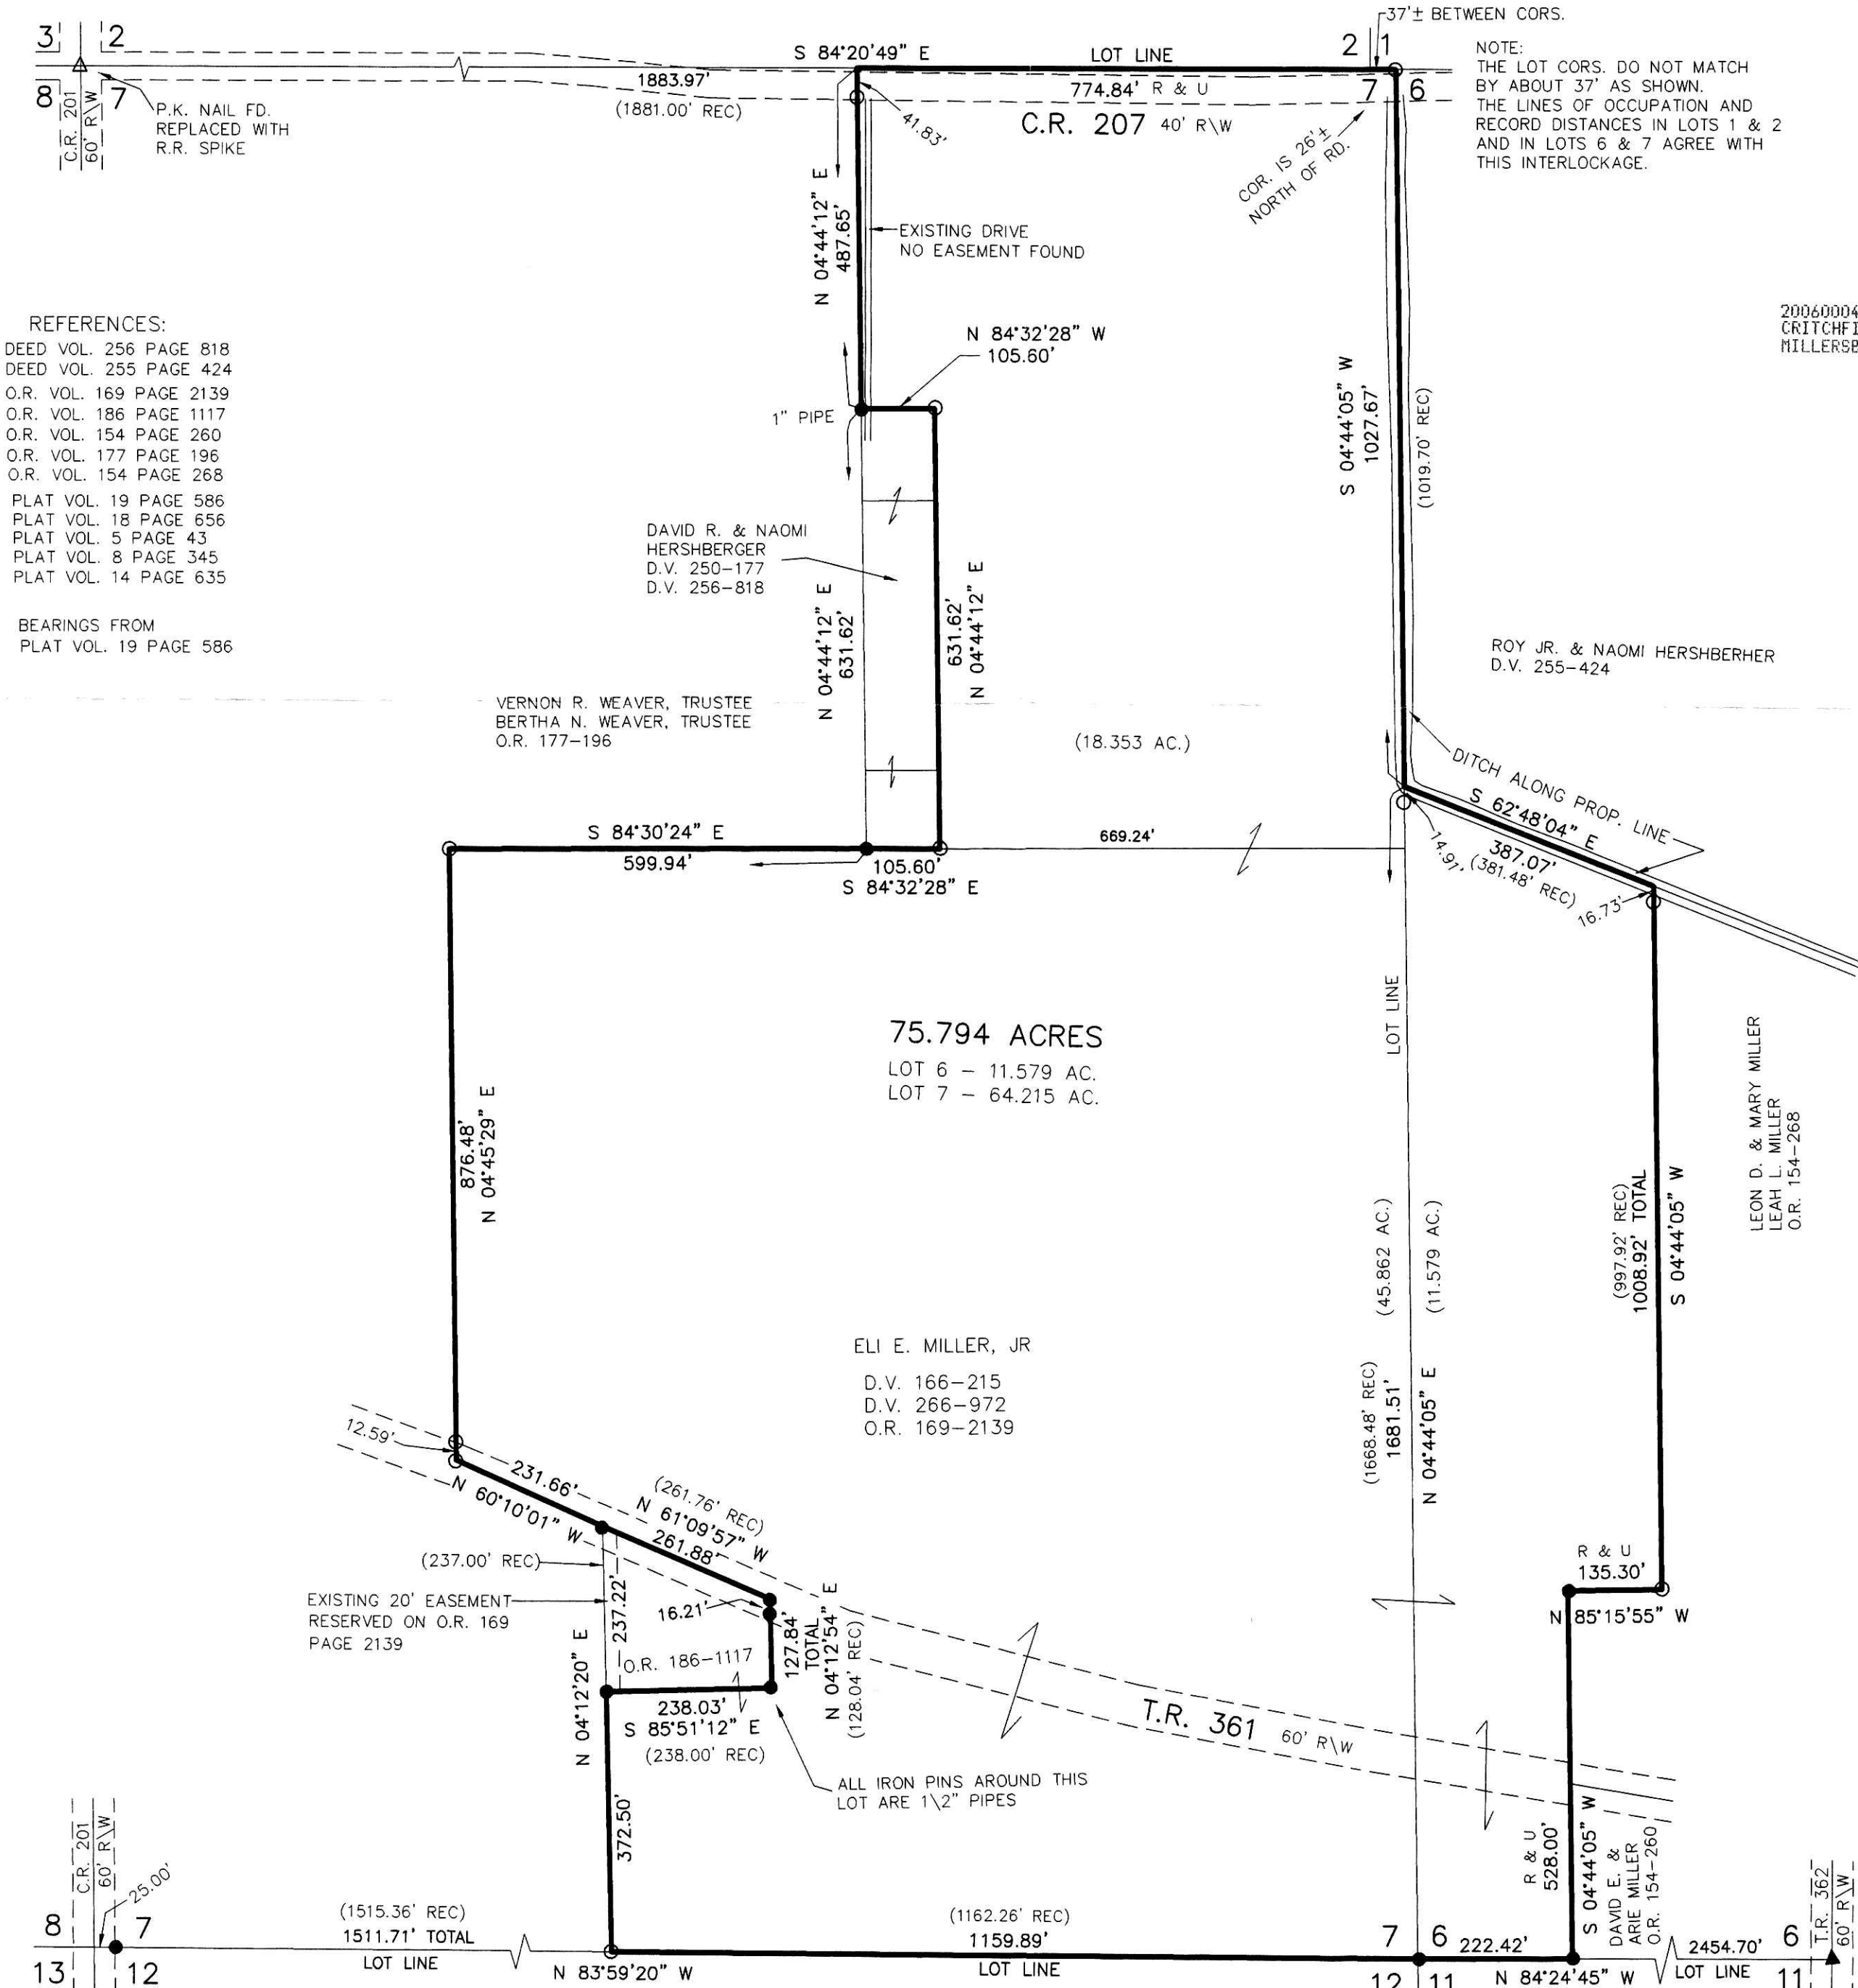 37'± BETWEEN CORS.
3 2
S 84°20'49" E
LOT LINE
2 1
NOTE:
THE LOT CORS. DO NOT MATCH
BY ABOUT 37' AS SHOWN.
THE LINES OF OCCUPATION AND
RECORD DISTANCES IN LOTS 1 & 2
AND IN LOTS 6 & 7 AGREE WITH
THIS INTERLOCKAGE.
8 7
C.R. 201
60' R\W
P.K. NAIL FD.
REPLACED WITH
R.R. SPIKE
1883.97'
(1881.00' REC)
41.83'
774.84' R & U
7 6
C.R. 207 40' R\W
COR. IS 26'±
NORTH OF RD.
N 04°44'12" E
487.65'
EXISTING DRIVE
NO EASEMENT FOUND
N 84°32'28" W
105.60'
1" PIPE
S 04°44'05" W
1027.67'
(1019.70' REC)
20060004
CRITCHFI
MILLERSB
REFERENCES:
DEED VOL. 256 PAGE 818
DEED VOL. 255 PAGE 424
O.R. VOL. 169 PAGE 2139
O.R. VOL. 186 PAGE 1117
O.R. VOL. 154 PAGE 260
O.R. VOL. 177 PAGE 196
O.R. VOL. 154 PAGE 268
PLAT VOL. 19 PAGE 586
PLAT VOL. 18 PAGE 656
PLAT VOL. 5 PAGE 43
PLAT VOL. 8 PAGE 345
PLAT VOL. 14 PAGE 635
BEARINGS FROM
PLAT VOL. 19 PAGE 586
DAVID R. & NAOMI
HERSHBERGER
D.V. 250-177
D.V. 256-818
N 04°44'12" E
631.62'
631.62'
N 04°44'12" E
ROY JR. & NAOMI HERSHBERHER
D.V. 255-424
VERNON R. WEAVER, TRUSTEE
BERTHA N. WEAVER, TRUSTEE
O.R. 177-196
(18.353 AC.)
DITCH ALONG PROP. LINE
S 62°48'04" E
387.07'
(381.48' REC)
14.97'
16.73'
S 84°30'24" E
599.94'
105.60'
S 84°32'28" E
669.24'
75.794 ACRES
LOT 6 - 11.579 AC.
LOT 7 - 64.215 AC.
LOT LINE
876.48'
N 04°45'29" E
LEON D. & MARY MILLER
LEAH L. MILLER
O.R. 154-268
(997.92' REC)
1008.92' TOTAL
S 04°44'05" W
(45.862 AC.)
(11.579 AC.)
ELI E. MILLER, JR
D.V. 166-215
D.V. 266-972
O.R. 169-2139
(1668.48' REC)
1681.51'
N 04°44'05" E
12.59'
231.66'
N 60°10'01" W
(261.76' REC)
N 61°09'57" W
261.88'
(237.00' REC)
EXISTING 20' EASEMENT
RESERVED ON O.R. 169
PAGE 2139
237.22'
N 04°12'20" E
16.21'
127.84'
TOTAL
N 04°12'54" E
(128.04' REC)
O.R. 186-1117
238.03'
S 85°51'12" E
(238.00' REC)
R & U
135.30'
N 85°15'55" W
T.R. 361 60' R\W
ALL IRON PINS AROUND THIS
LOT ARE 1\2" PIPES
372.50'
R & U
528.00'
S 04°44'05" W
DAVID E. &
ARIE MILLER
O.R. 154-260
C.R. 201
60' R\W
25.00'
8 7
13 12
(1515.36' REC)
1511.71' TOTAL
LOT LINE
N 83°59'20" W
(1162.26' REC)
1159.89'
LOT LINE
7 6
12 11
222.42'
N 84°24'45" W
2454.70'
LOT LINE
6
11
T.R. 362
60' R\W